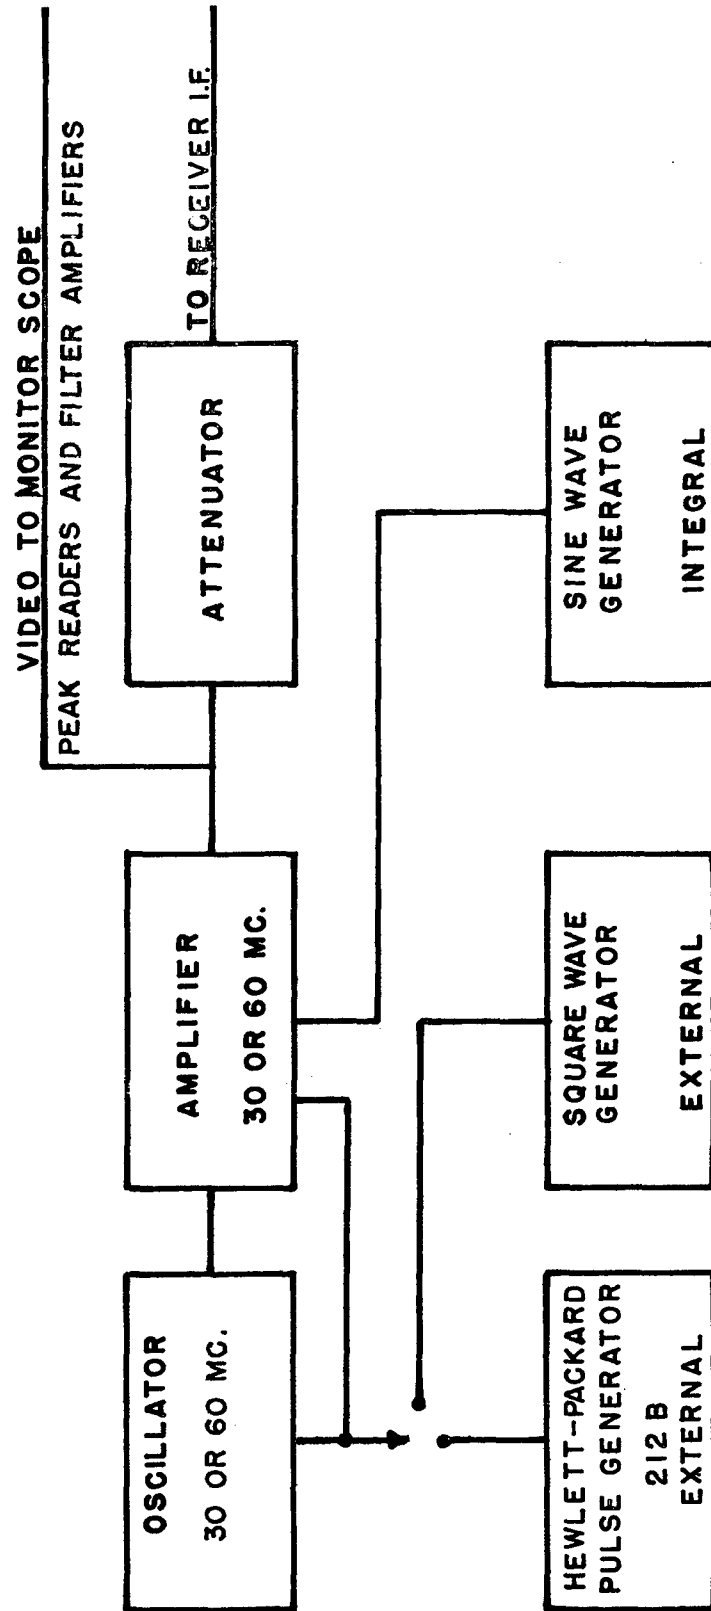 VIDEO TO MONITOR SCOPE
PEAK READERS AND FILTER AMPLIFIERS
TO RECEIVER I.F.
OSCILLATOR
30 OR 60 MC.
AMPLIFIER
30 OR 60 MC.
ATTENUATOR
HEWLETT-PACKARD
PULSE GENERATOR
212 B
EXTERNAL
SQUARE WAVE
GENERATOR
EXTERNAL
SINE WAVE
GENERATOR
INTEGRAL